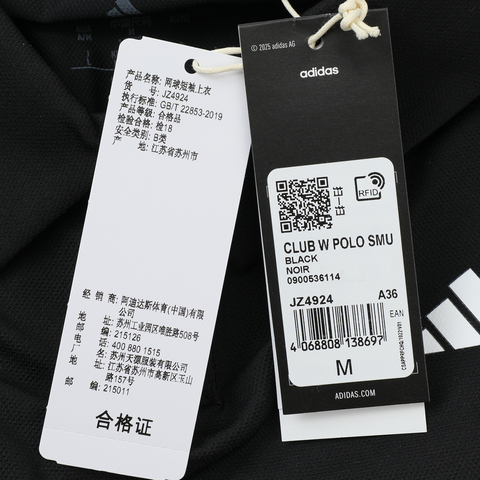 adidas
产品名称: 网球短袖上衣
货 号: JZ4924
执行标准: GB/T 22853-2019
产品等级: 合格品
检验合格: 检18
安全类别: B类
产 地: 江苏省苏州市
经 销 商: 阿迪达斯体育(中国)有限
公司
地 址: 苏州工业园区唯胜路508号
邮 编: 215126
电 话: 400 880 1515
厂 名: 苏州天源服装有限公司
地 址: 江苏省苏州市高新区玉山
路157号
邮 编: 215011
合格证
© 2025 adidas AG
adidas
RFID
CLUB W POLO SMU
BLACK
NOIR
0900536114
JZ4924 A36
EAN
4 068808 138697
M
ADIDAS.COM